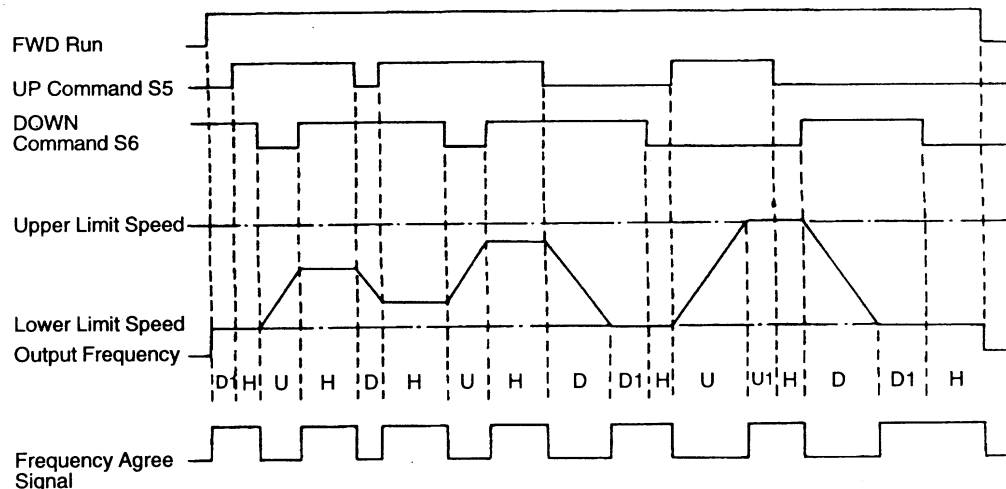 FWD Run
UP Command S5
DOWN
Command S6
Upper Limit Speed
Lower Limit Speed
Output Frequency
D1 H U H D H U H D D1 H U U1 H D D1 H
Frequency Agree
Signal